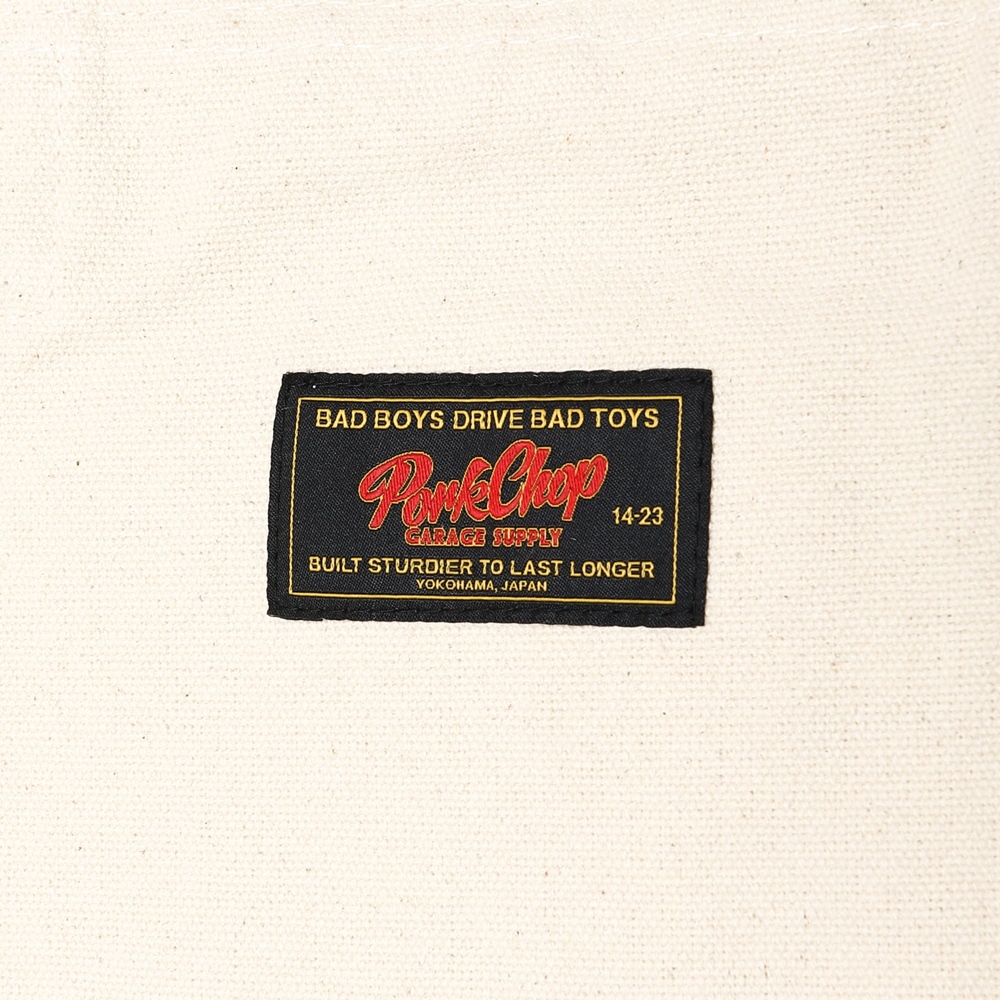 BAD BOYS DRIVE BAD TOYS
PorkChop
GARAGE SUPPLY
14-23
BUILT STURDIER TO LAST LONGER
YOKOHAMA, JAPAN